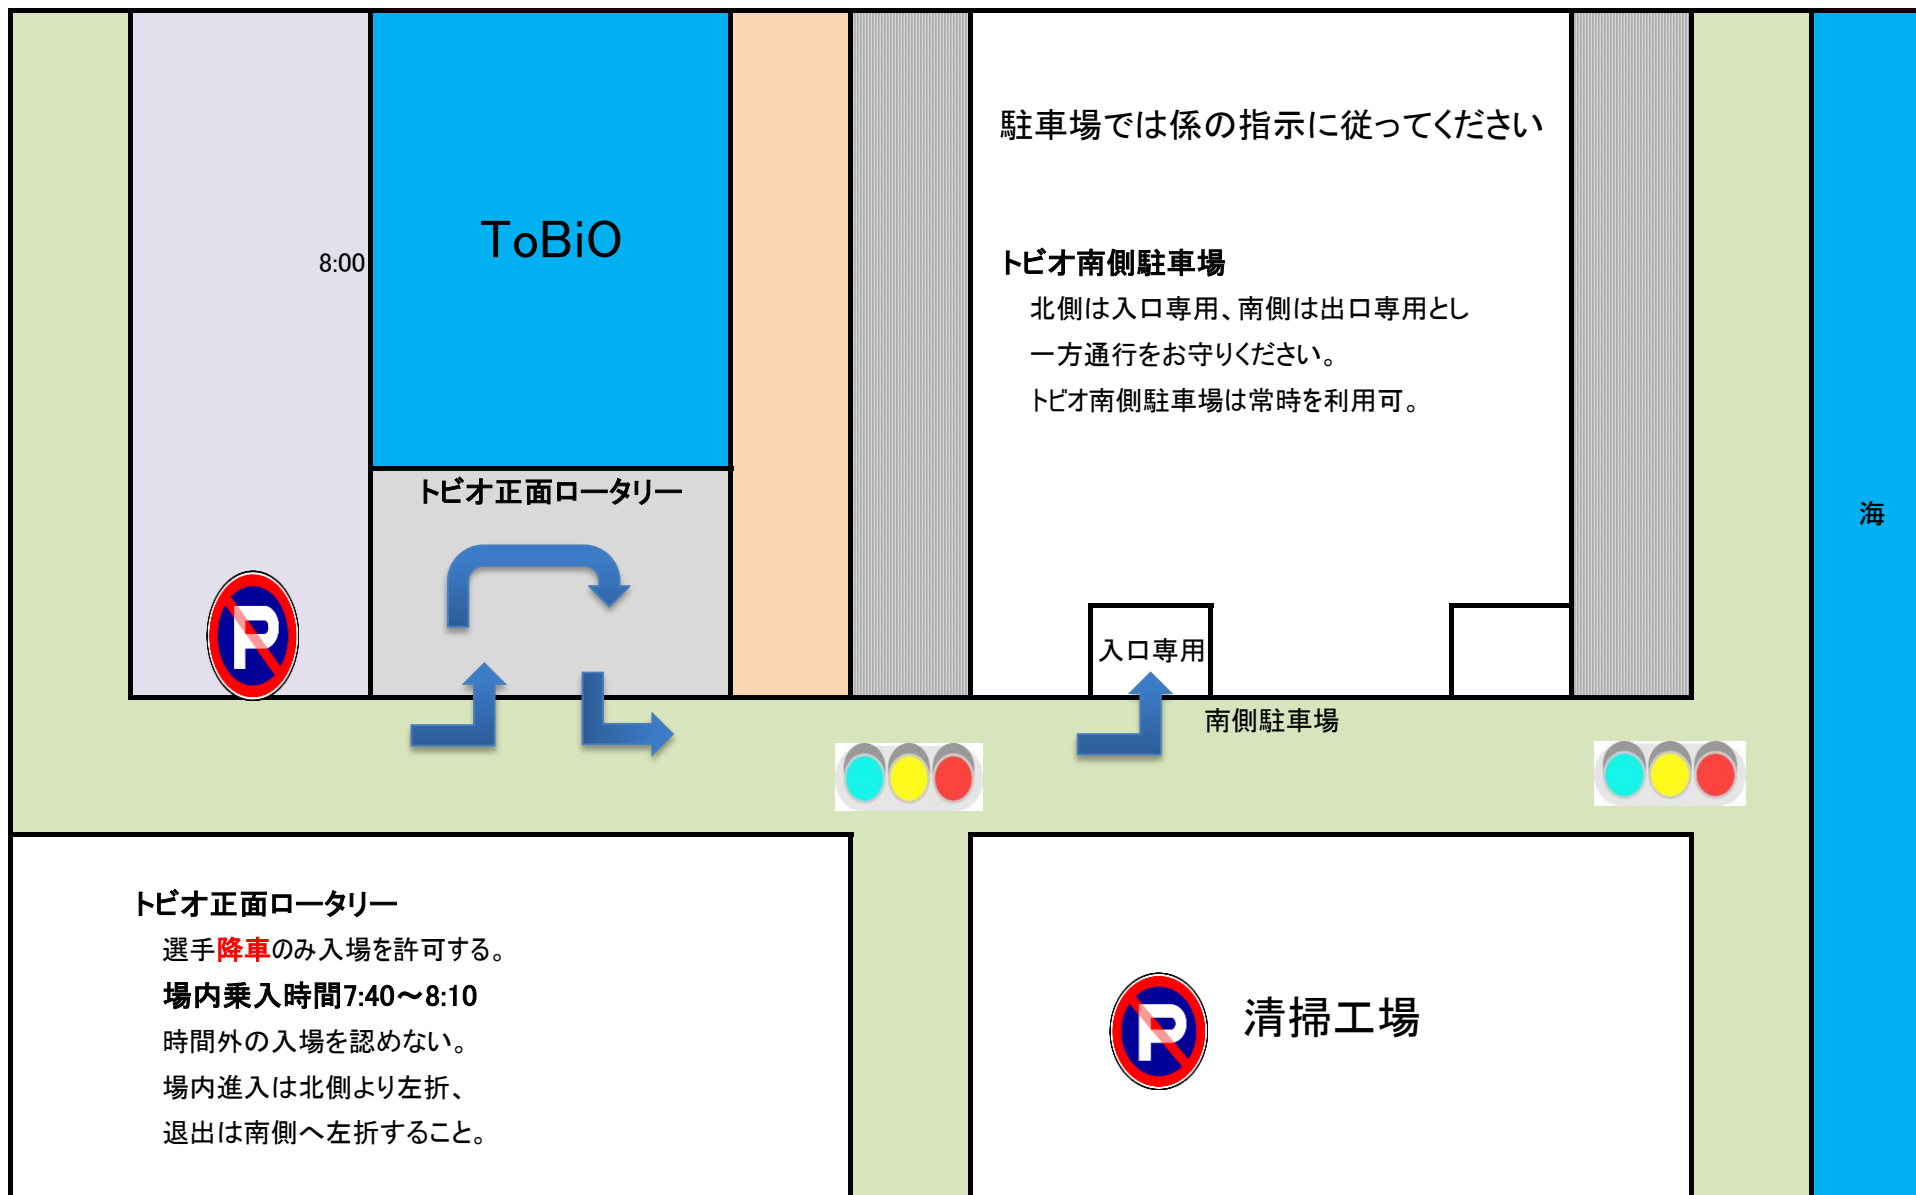 駐車場では係の指示に従ってください
ToBiO
8:00
トビオ南側駐車場
北側は入口専用、南側は出口専用とし
一方通行をお守りください。
トビオ南側駐車場は常時を利用可。
トビオ正面ロータリー
海
P
入口専用
南側駐車場
トビオ正面ロータリー
選手降車のみ入場を許可する。
場内乗入時間7:40～8:10
時間外の入場を認めない。
場内進入は北側より左折、
退出は南側へ左折すること。
P
清掃工場